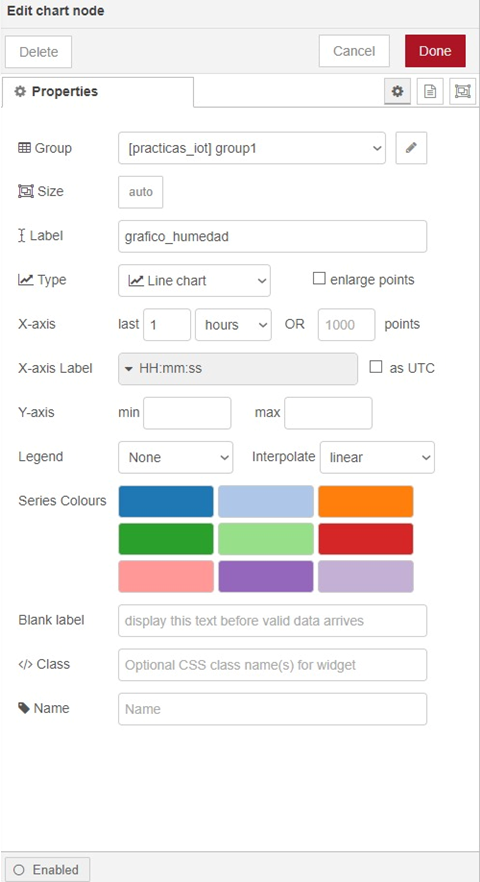 Edit chart node
Delete Cancel Done
Properties
Group [practicas_iot] group1
Size auto
Label grafico_humedad
Type Line chart enlarge points
X-axis last 1 hours OR 1000 points
X-axis Label HH:mm:ss as UTC
Y-axis min max
Legend None Interpolate linear
Series Colours
Blank label display this text before valid data arrives
</> Class Optional CSS class name(s) for widget
Name Name
Enabled